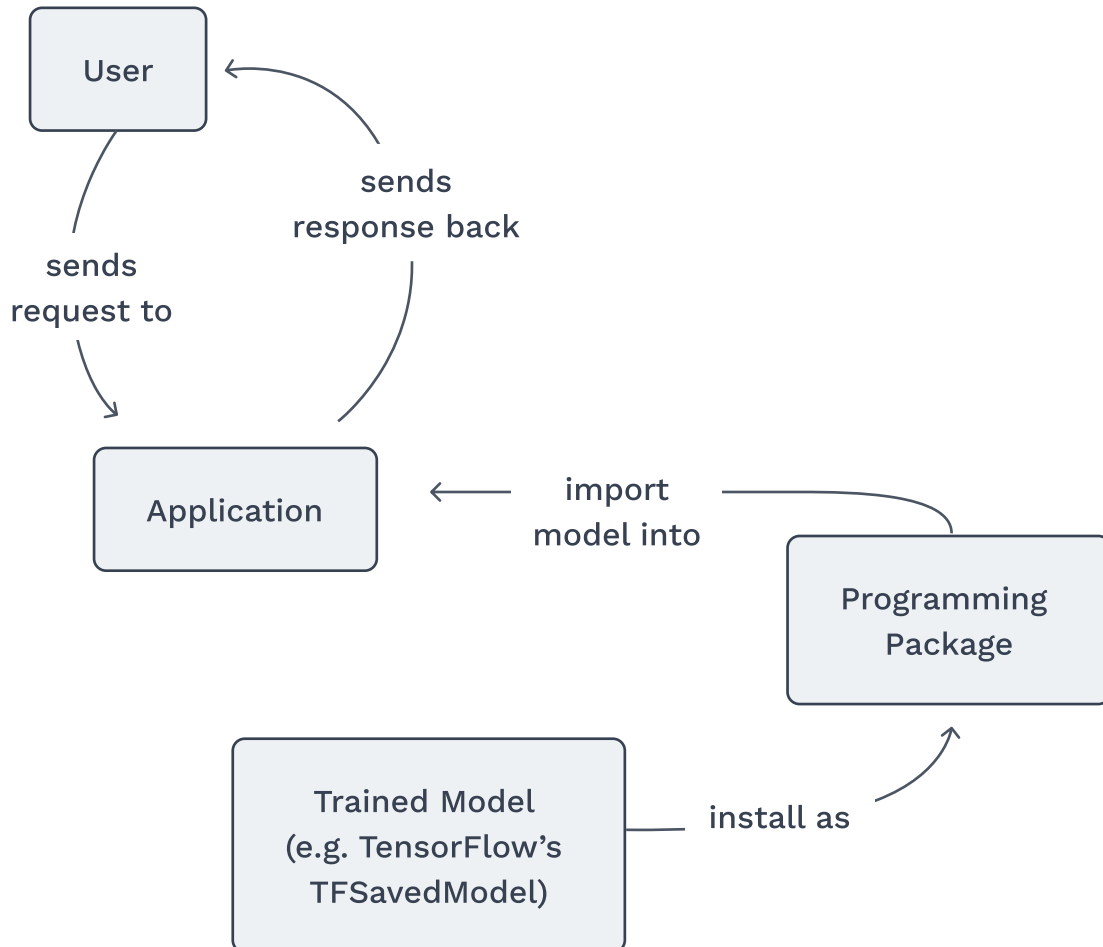 User
sends
response back
sends
request to
Application
import
model into
Programming
Package
Trained Model
(e.g. TensorFlow’s
TFSavedModel)
install as